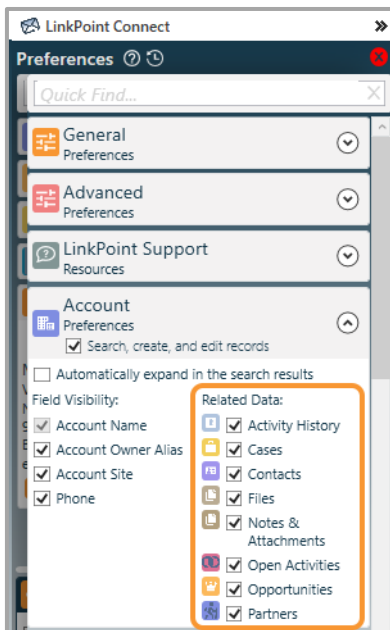 LinkPoint Connect
Preferences
Quick Find...
General
Preferences
Advanced
Preferences
LinkPoint Support
Resources
Account
Preferences
Search, create, and edit records
Automatically expand in the search results
Field Visibility:
Account Name
Account Owner Alias
Account Site
Phone
Related Data:
Activity History
Cases
Contacts
Files
Notes &
Attachments
Open Activities
Opportunities
Partners